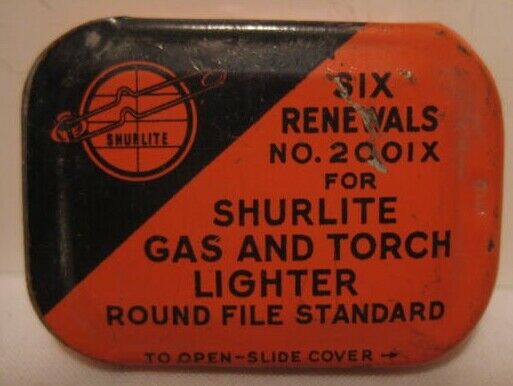 SHURLITE
SIX
RENEWALS
NO. 2001X
FOR
SHURLITE
GAS AND TORCH
LIGHTER
ROUND FILE STANDARD
TO OPEN-SLIDE COVER →